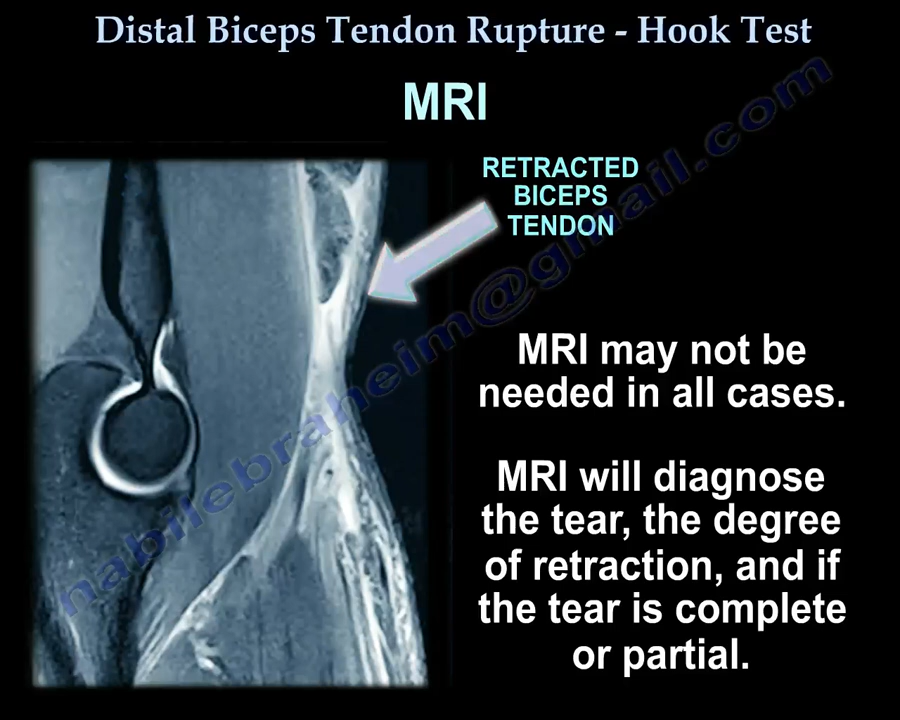 Distal Biceps Tendon Rupture - Hook Test
MRI
RETRACTED
BICEPS
TENDON
MRI may not be
needed in all cases.
MRI will diagnose
the tear, the degree
of retraction, and if
the tear is complete
or partial.
nabilebraheim@gmail.com